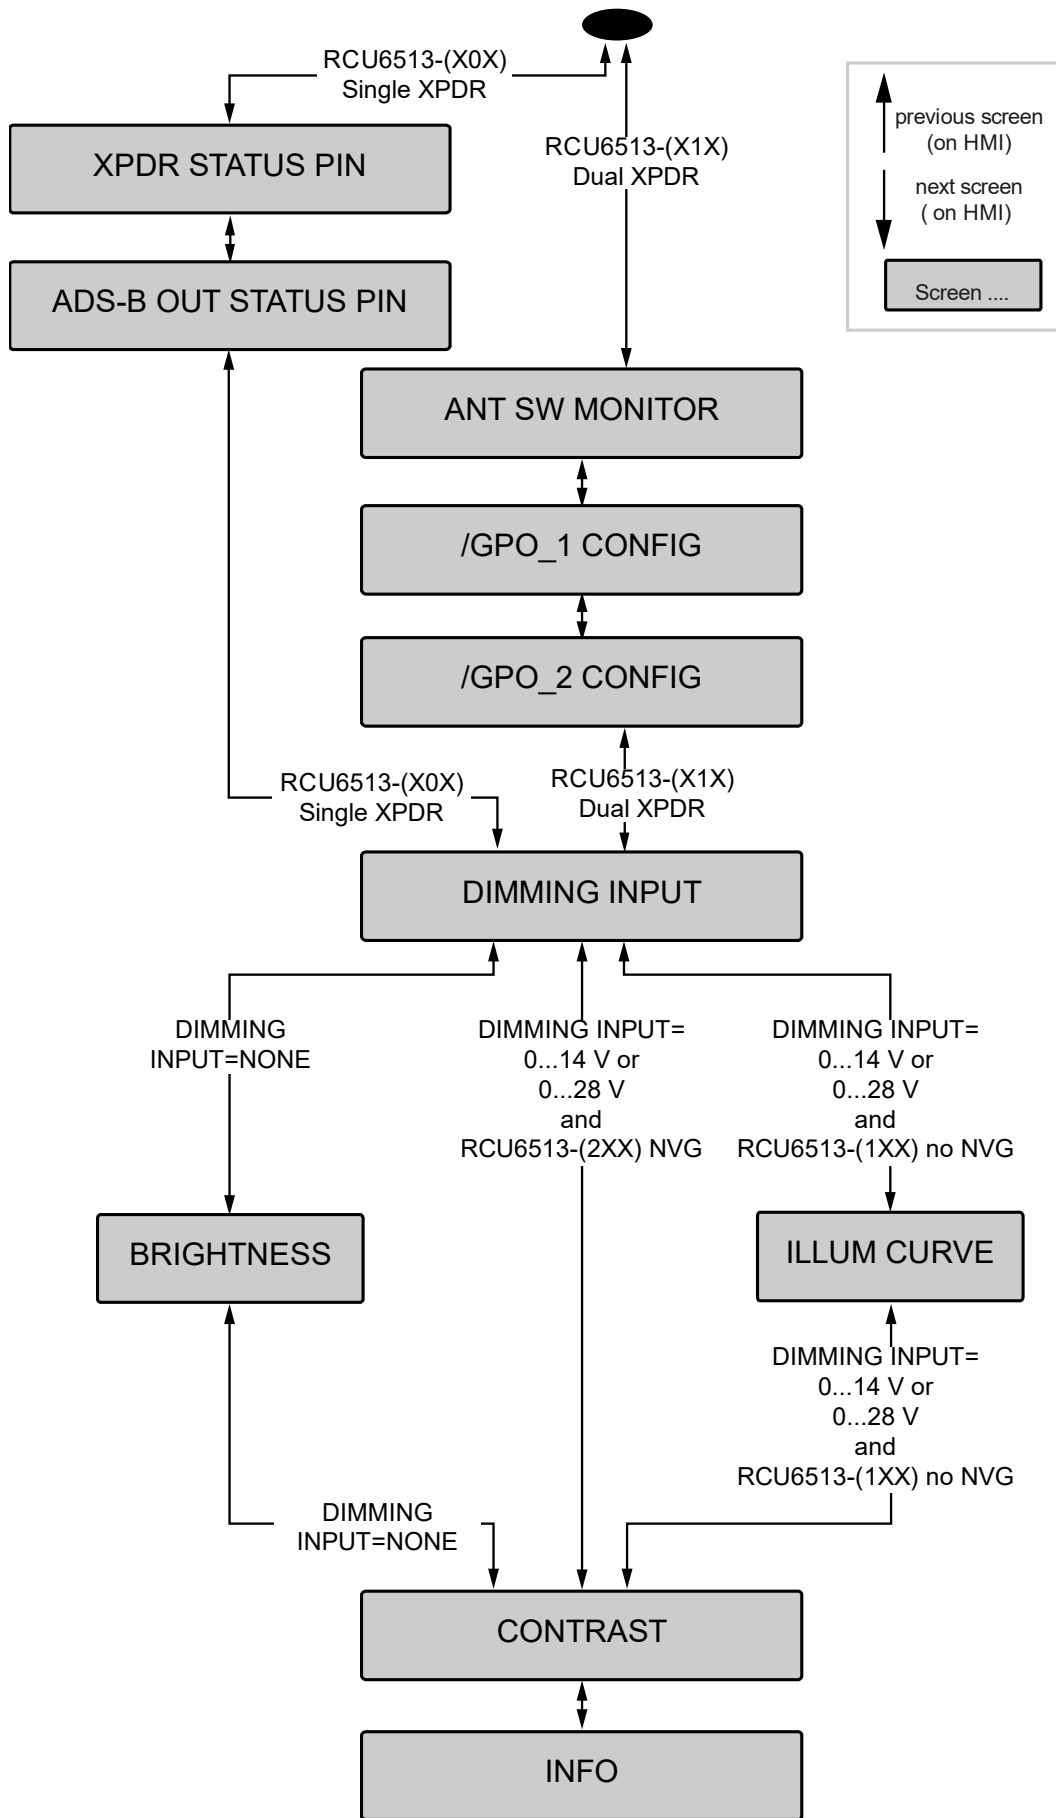 RCU6513-(X0X)
Single XPDR
previous screen
(on HMI)
next screen
( on HMI)
Screen ....
RCU6513-(X1X)
Dual XPDR
XPDR STATUS PIN
ADS-B OUT STATUS PIN
ANT SW MONITOR
/GPO_1 CONFIG
/GPO_2 CONFIG
RCU6513-(X0X)
Single XPDR
RCU6513-(X1X)
Dual XPDR
DIMMING INPUT
DIMMING
INPUT=NONE
DIMMING INPUT=
0...14 V or
0...28 V
and
RCU6513-(2XX) NVG
DIMMING INPUT=
0...14 V or
0...28 V
and
RCU6513-(1XX) no NVG
BRIGHTNESS
ILLUM CURVE
DIMMING INPUT=
0...14 V or
0...28 V
and
RCU6513-(1XX) no NVG
DIMMING
INPUT=NONE
CONTRAST
INFO